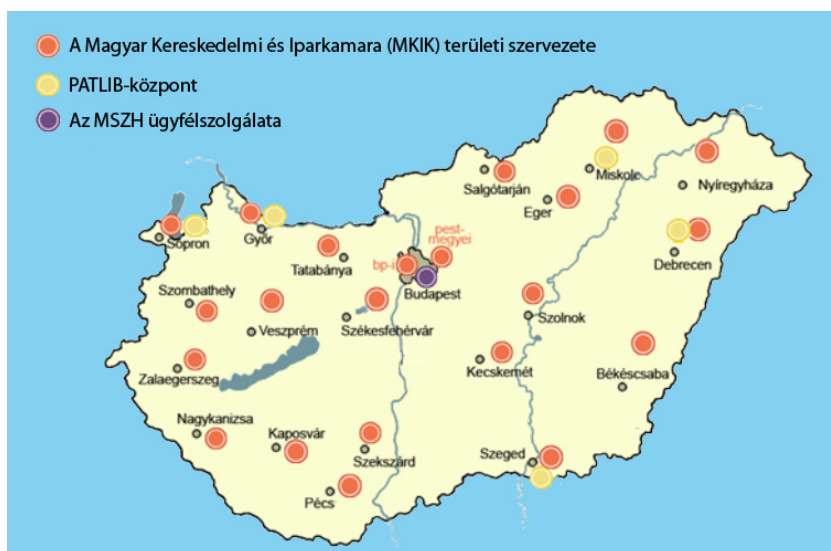 A Magyar Kereskedelmi és Iparkamara (MKIK) területi szervezete
PATLIB-központ
Az MSZH ügyfélszolgálata
Salgótarján
Miskolc
Nyíregyháza
Eger
Sopron
Győr
pest-
megyei
Tatabánya
bp-i
Debrecen
Budapest
Szombathely
Veszprém
Székesfehérvár
Szolnok
Zalaegerszeg
Kecskemét
Békéscsaba
Nagykanizsa
Kaposvár
Szekszárd
Szeged
Pécs